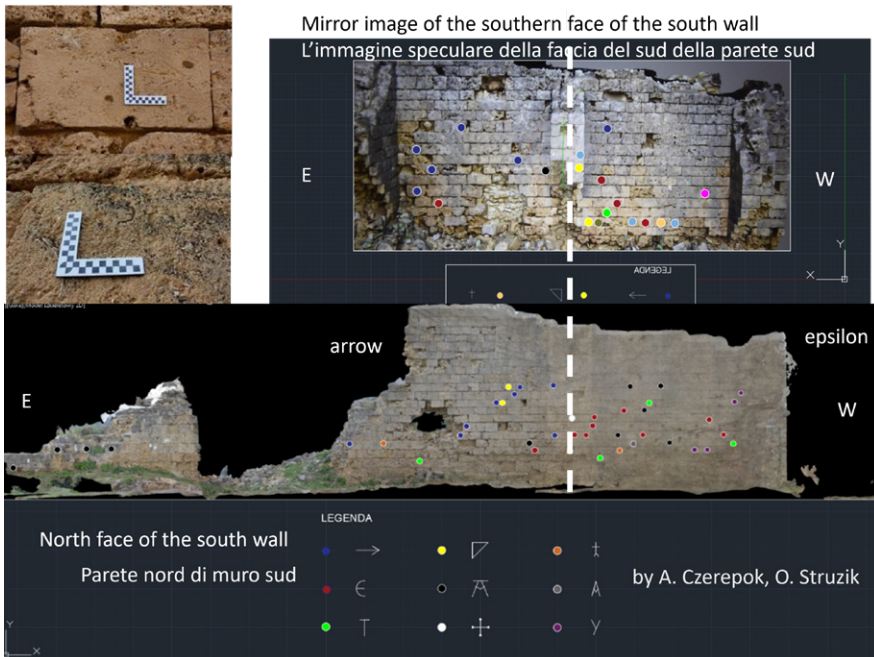 Mirror image of the southern face of the south wall
L'immagine speculare della faccia del sud della parete sud
E
W
Y
X
LEGENDA
arrow
epsilon
E
W
LEGENDA
North face of the south wall
Parete nord di muro sud
by A. Czerepok, O. Struzik
Є
T
A
Y
Y
X